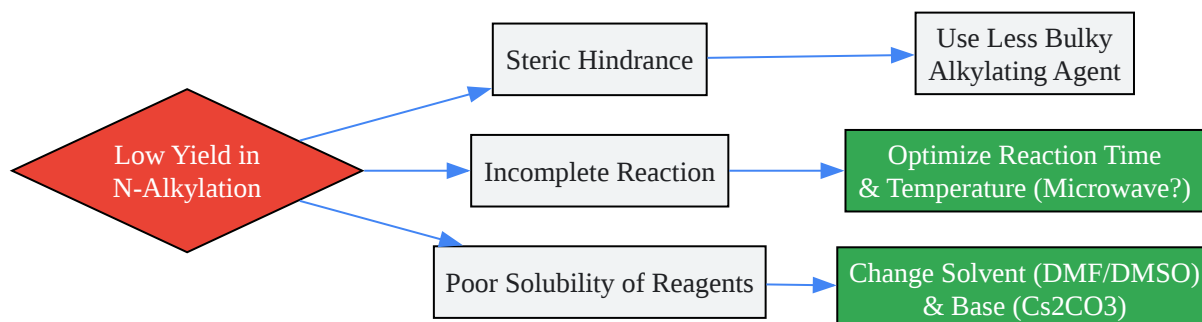 Low Yield in
N-Alkylation
Steric Hindrance
Use Less Bulky
Alkylating Agent
Incomplete Reaction
Optimize Reaction Time
& Temperature (Microwave?)
Poor Solubility of Reagents
Change Solvent (DMF/DMSO)
& Base (Cs2CO3)